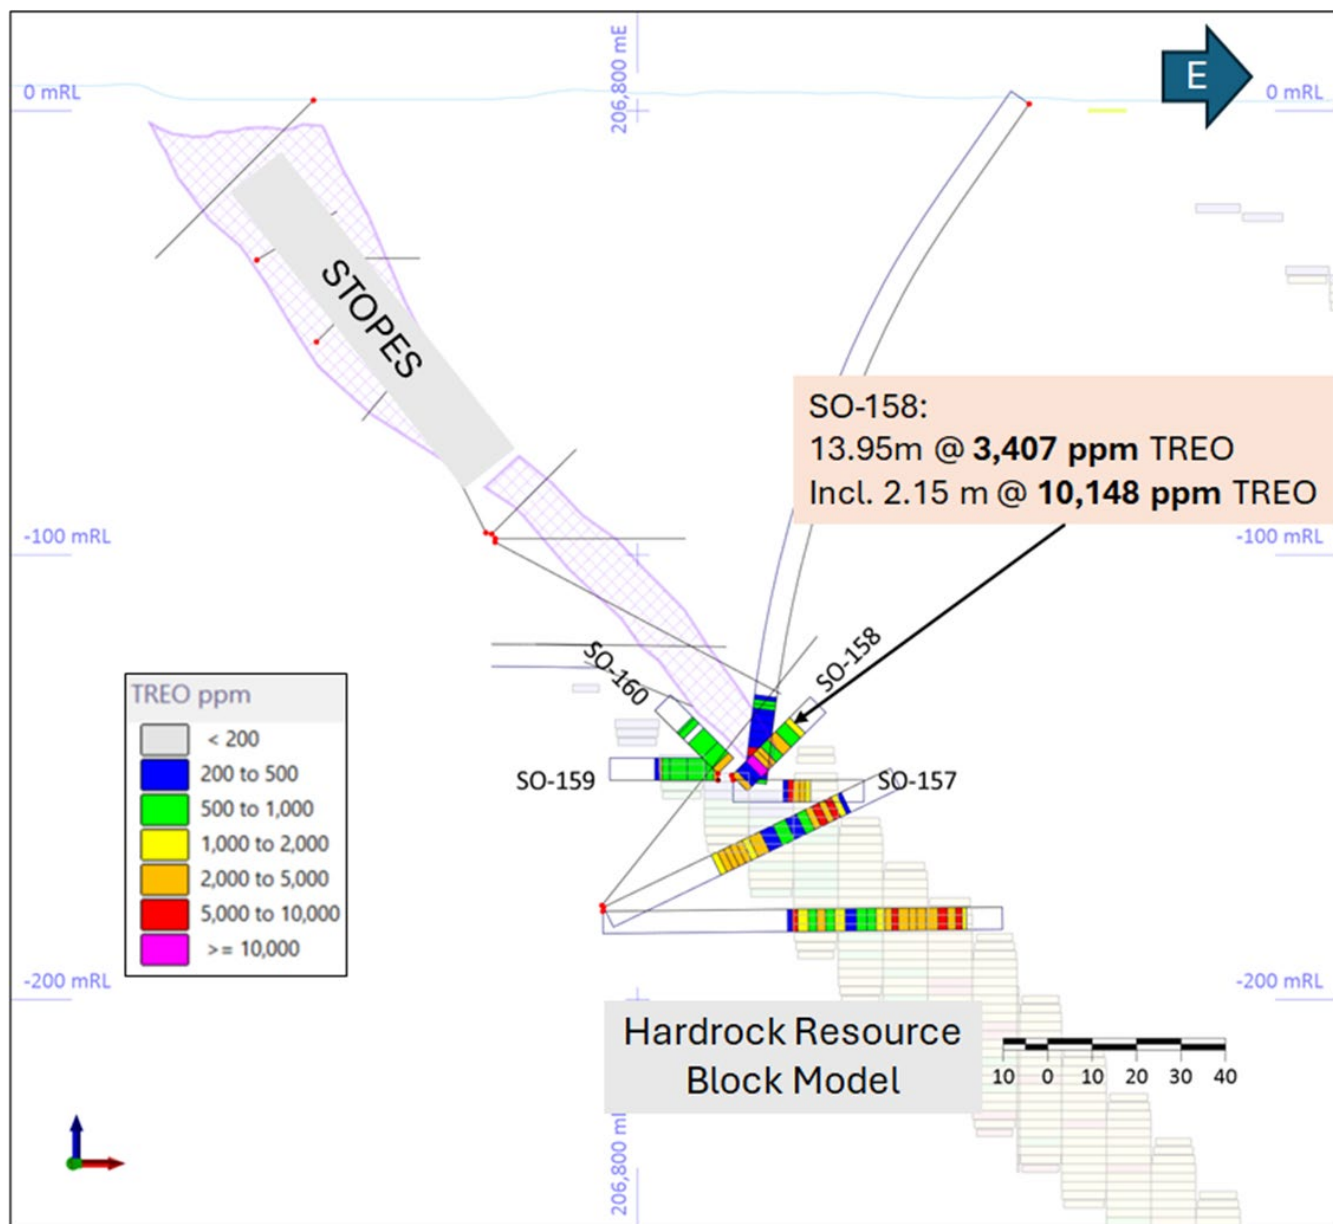 206,800 mE
E
0 mRL
0 mRL
STOPES
SO-158:
13.95m @ 3,407 ppm TREO
Incl. 2.15 m @ 10,148 ppm TREO
-100 mRL
-100 mRL
SO-160
SO-158
SO-159
SO-157
TREO ppm
< 200
200 to 500
500 to 1,000
1,000 to 2,000
2,000 to 5,000
5,000 to 10,000
>= 10,000
-200 mRL
-200 mRL
Hardrock Resource
Block Model
10 0 10 20 30 40
206,800